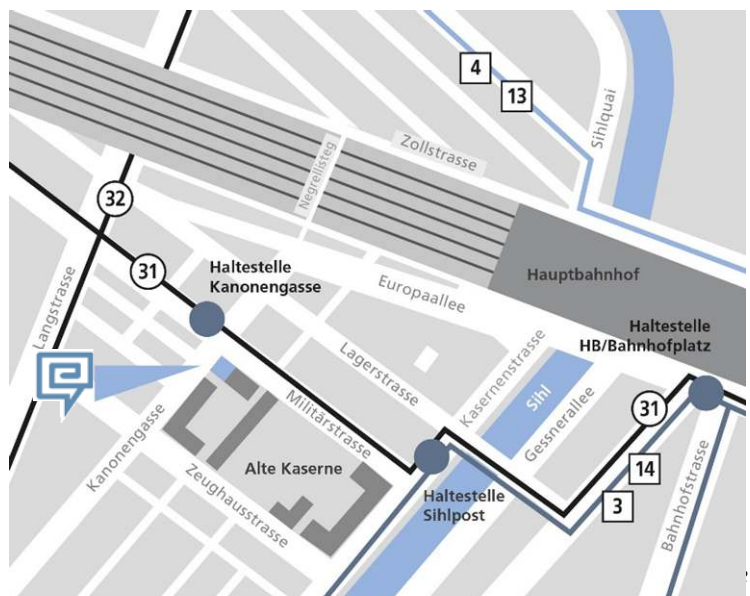 4
13
Sihlquai
Zollstrasse
Negrellisteg
32
31
Haltestelle
Kanonengasse
Hauptbahnhof
Europaallee
Langstrasse
Haltestelle
HB/Bahnhofplatz
Lagerstrasse
Kasernenstrasse
Sihl
Gessnerallee
31
Militärstrasse
Kanonengasse
Alte Kaserne
Zeughausstrasse
14
3
Haltestelle
Sihlpost
Bahnhofstrasse